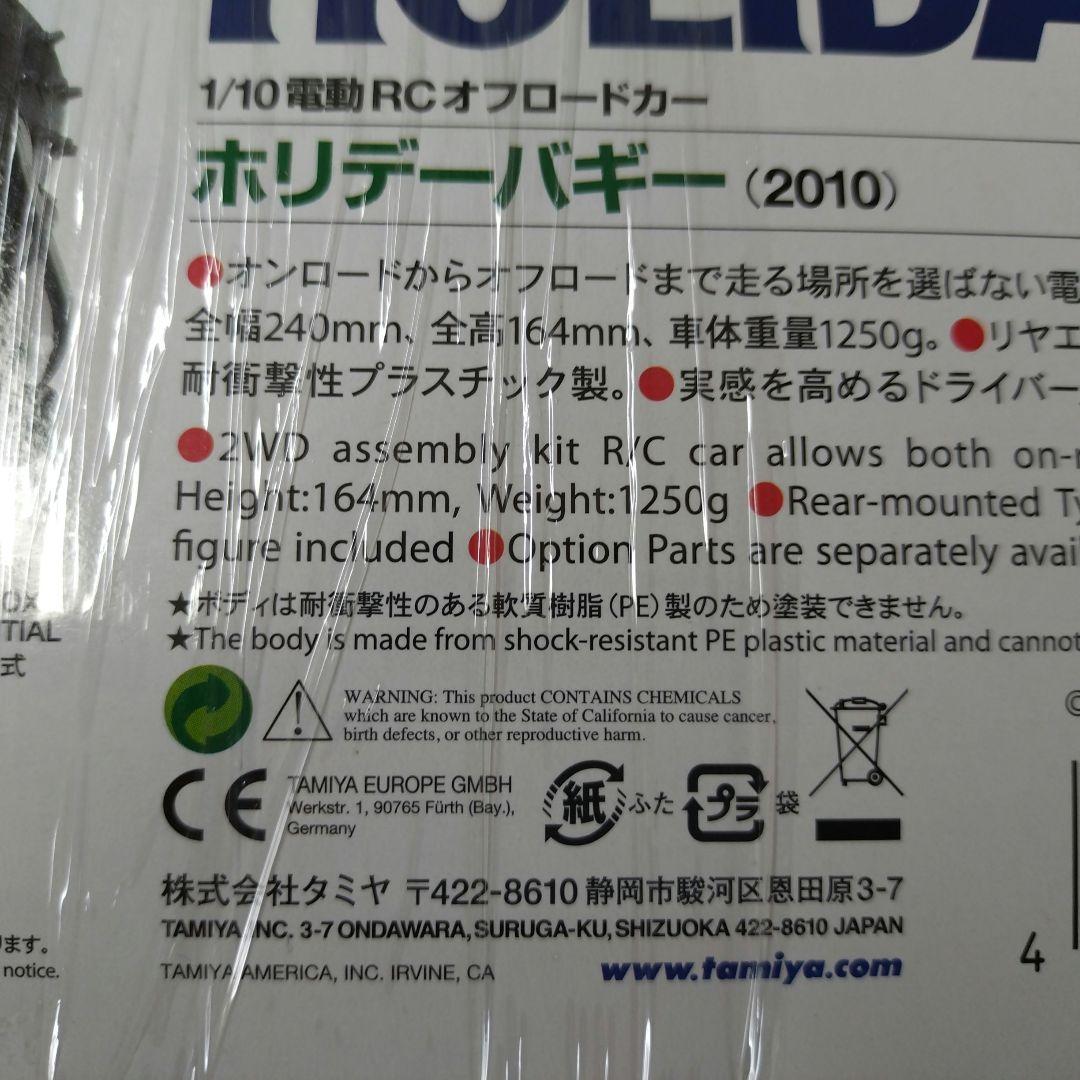 HOLIDA
1/10電動RCオフロードカー
ホリデーバギー(2010)
●オンロードからオフロードまで走る場所を選ばない電
全幅240mm、全高164mm、車体重量1250g。●リヤエ
耐衝撃性プラスチック製。●実感を高めるドライバー
●2WD assembly kit R/C car allows both on-r
Height:164mm, Weight:1250g ●Rear-mounted Ty
figure included ●Option Parts are separately avai
★ボディは耐衝撃性のある軟質樹脂(PE)製のため塗装できません。
★The body is made from shock-resistant PE plastic material and cannot
OX
TIAL
式
WARNING: This product CONTAINS CHEMICALS
which are known to the State of California to cause cancer,
birth defects, or other reproductive harm.
©
CE
TAMIYA EUROPE GMBH
Werkstr. 1, 90765 Fürth (Bay.),
Germany
紙 ふた プラ 袋
株式会社タミヤ 〒422-8610 静岡市駿河区恩田原3-7
TAMIYA INC. 3-7 ONDAWARA, SURUGA-KU, SHIZUOKA 422-8610 JAPAN
TAMIYA AMERICA, INC. IRVINE, CA
www.tamiya.com
ります。
notice.
4